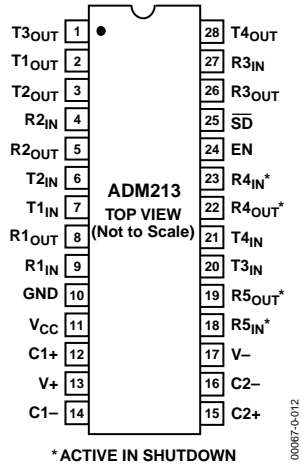 T3OUT 1
T1OUT 2
T2OUT 3
R2IN 4
R2OUT 5
T2IN 6
T1IN 7
R1OUT 8
R1IN 9
GND 10
VCC 11
C1+ 12
V+ 13
C1– 14
ADM213
TOP VIEW
(Not to Scale)
28 T4OUT
27 R3IN
26 R3OUT
25 S̅D̅
24 EN
23 R4IN*
22 R4OUT*
21 T4IN
20 T3IN
19 R5OUT*
18 R5IN*
17 V–
16 C2–
15 C2+
*ACTIVE IN SHUTDOWN
00067-0-012